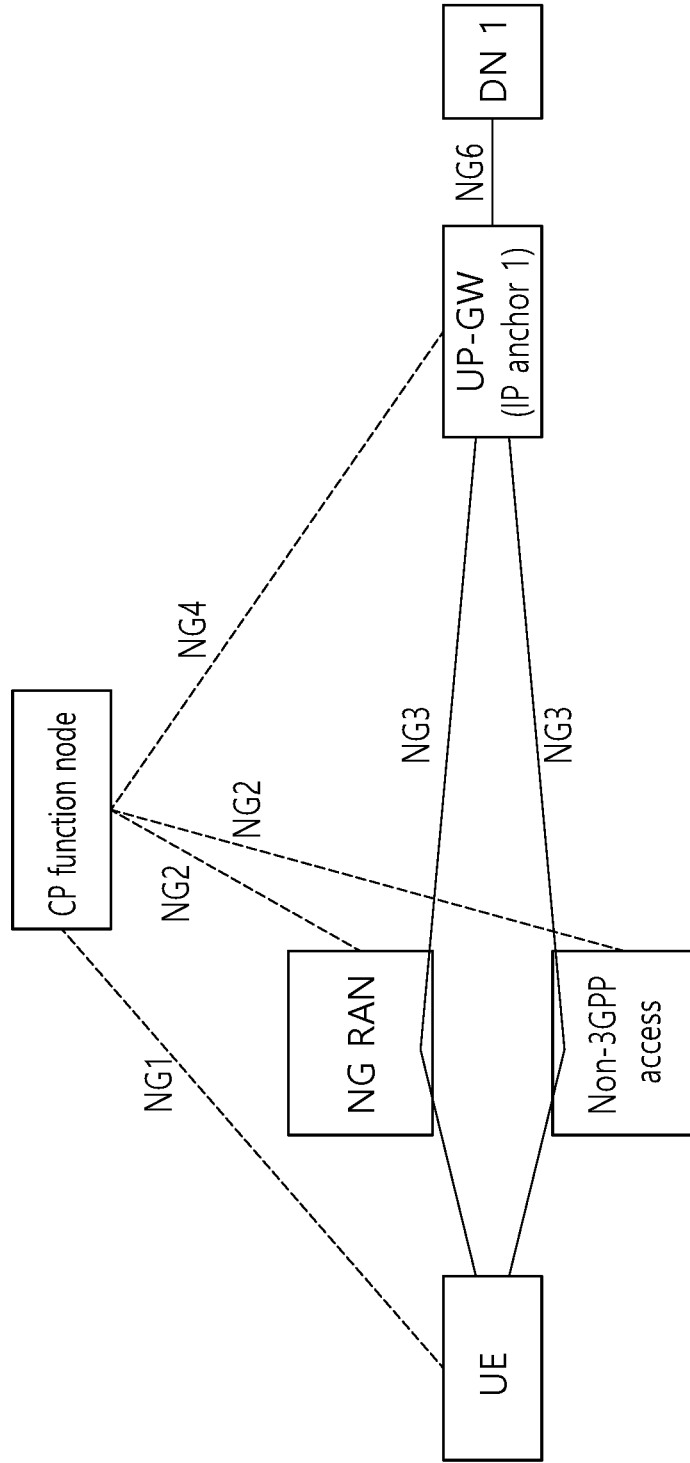 CP function node
NG1
NG2
NG2
NG4
NG RAN
NG3
UE
NG3
UP-GW
(IP anchor 1)
NG6
DN 1
Non-3GPP
access